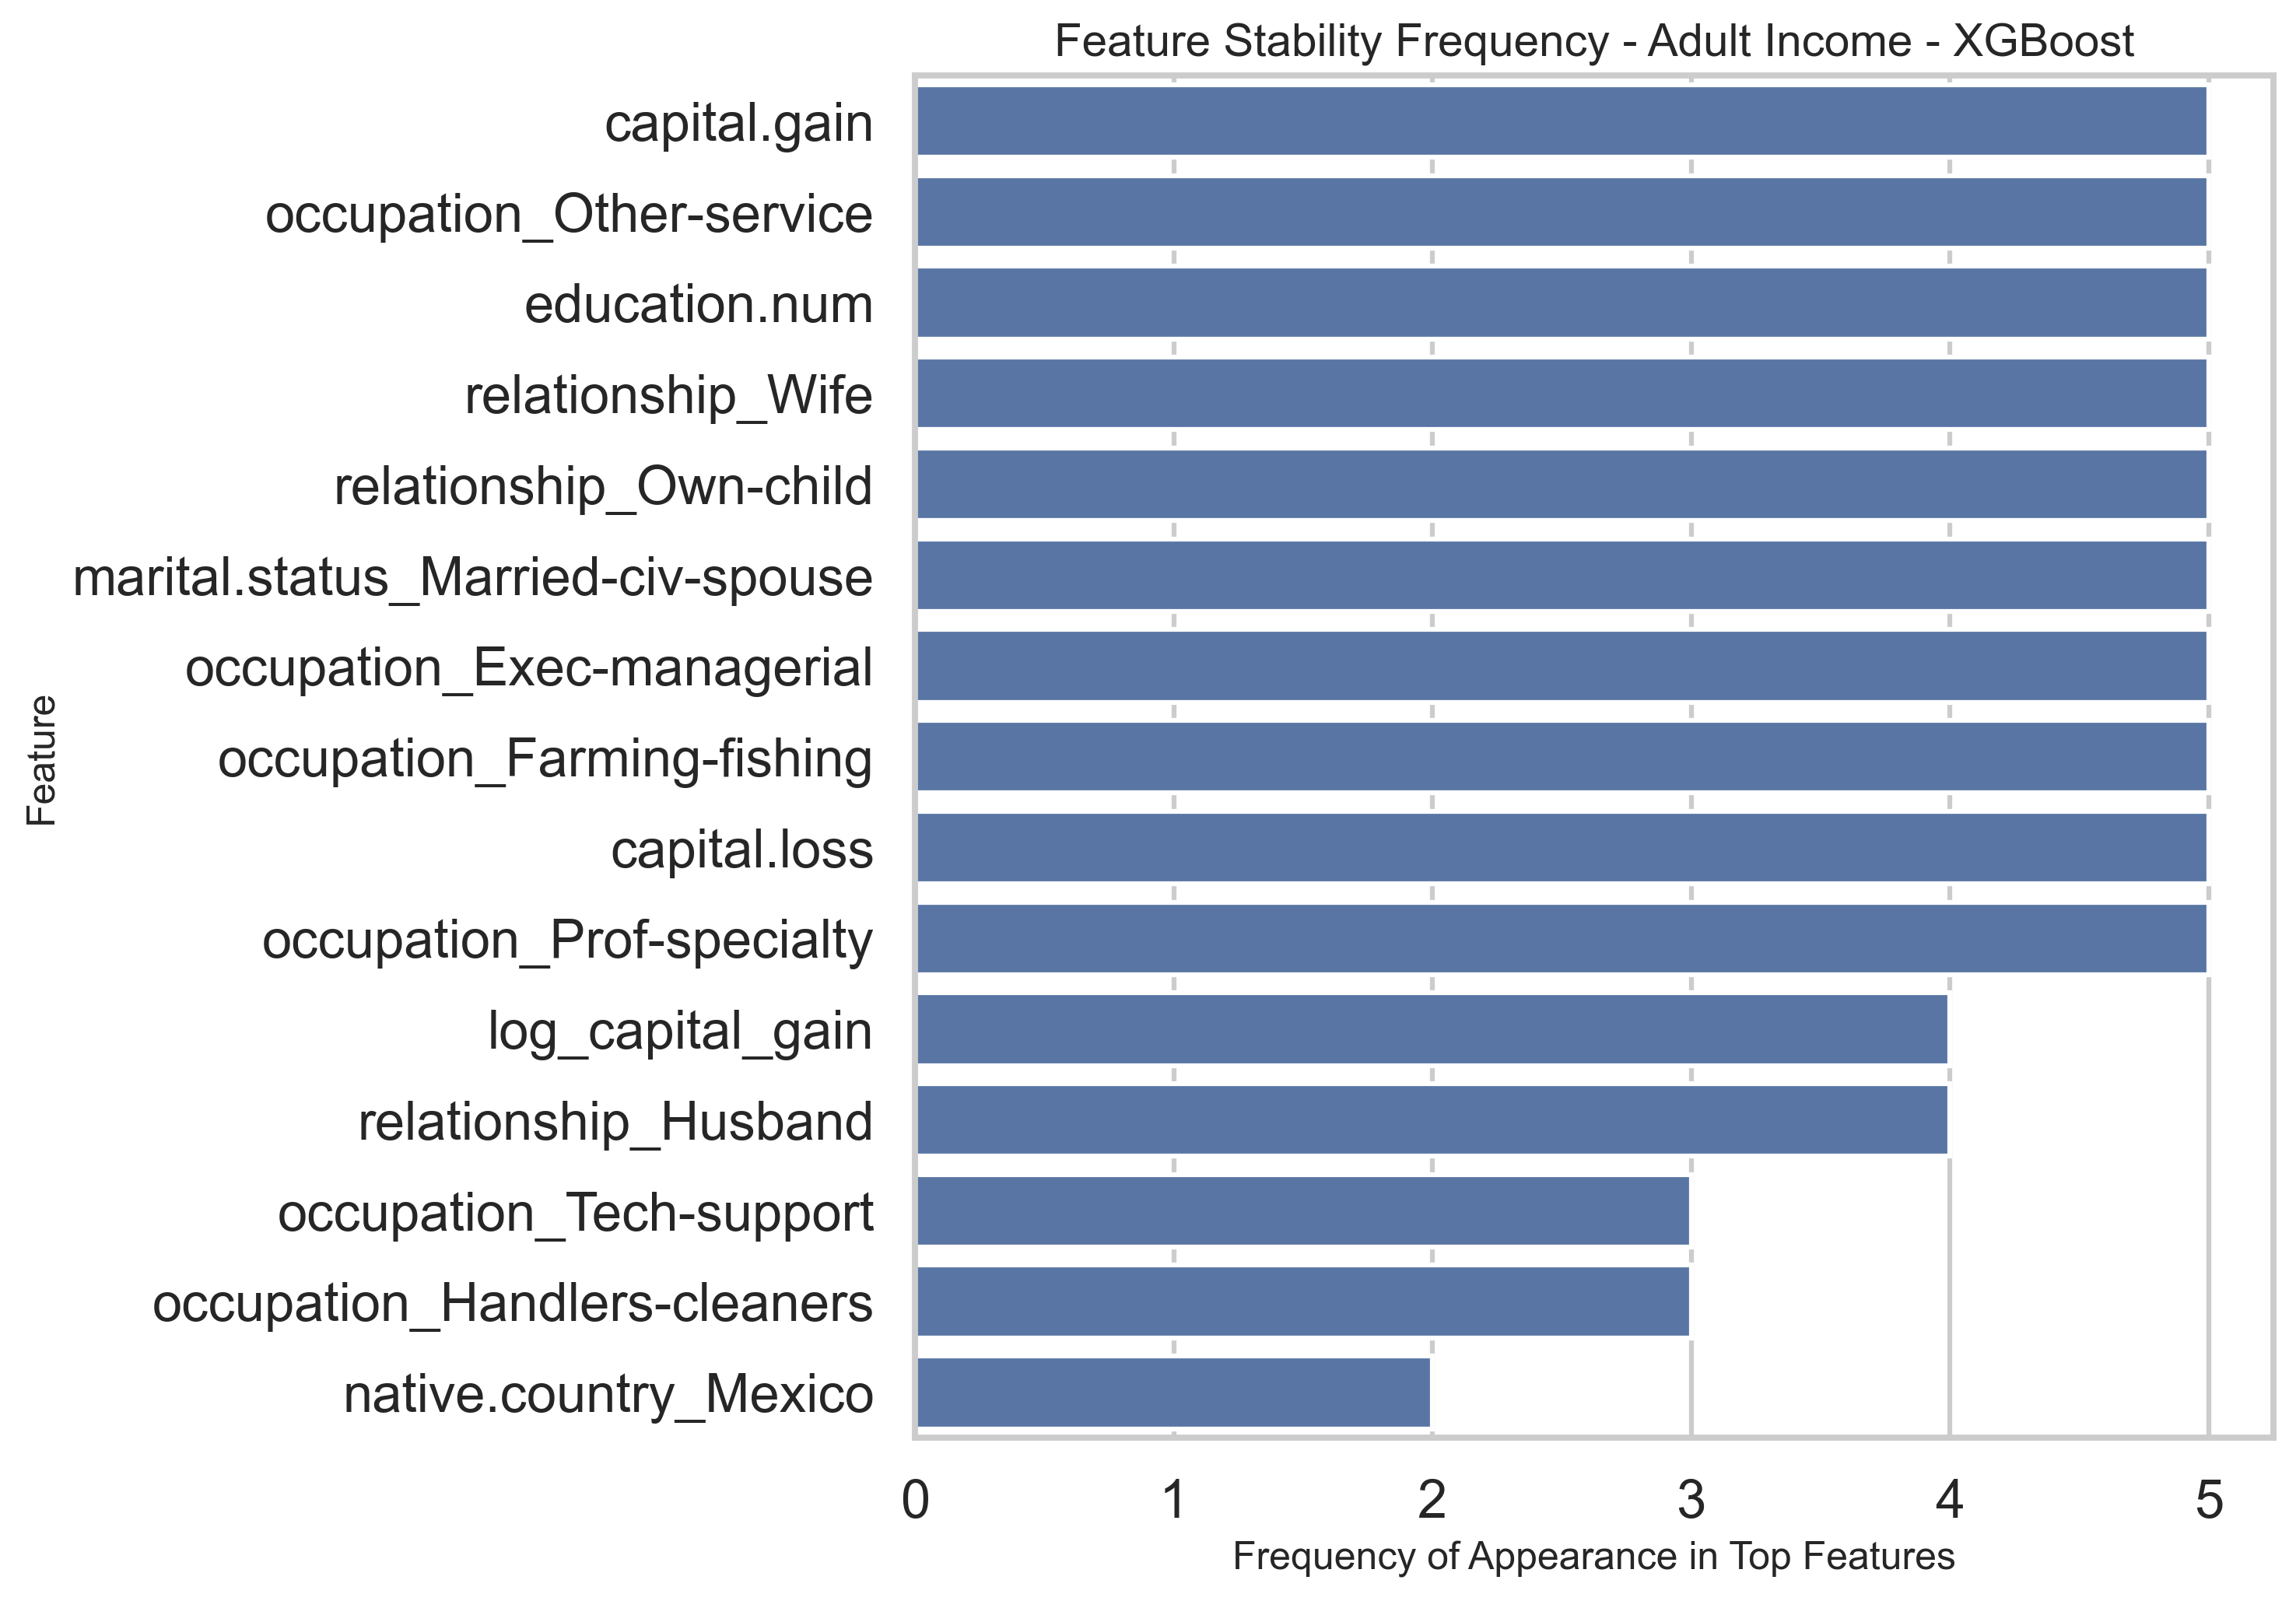 Feature Stability Frequency - Adult Income - XGBoost
Feature
capital.gain
occupation_Other-service
education.num
relationship_Wife
relationship_Own-child
marital.status_Married-civ-spouse
occupation_Exec-managerial
occupation_Farming-fishing
capital.loss
occupation_Prof-specialty
log_capital_gain
relationship_Husband
occupation_Tech-support
occupation_Handlers-cleaners
native.country_Mexico
0 1 2 3 4 5
Frequency of Appearance in Top Features